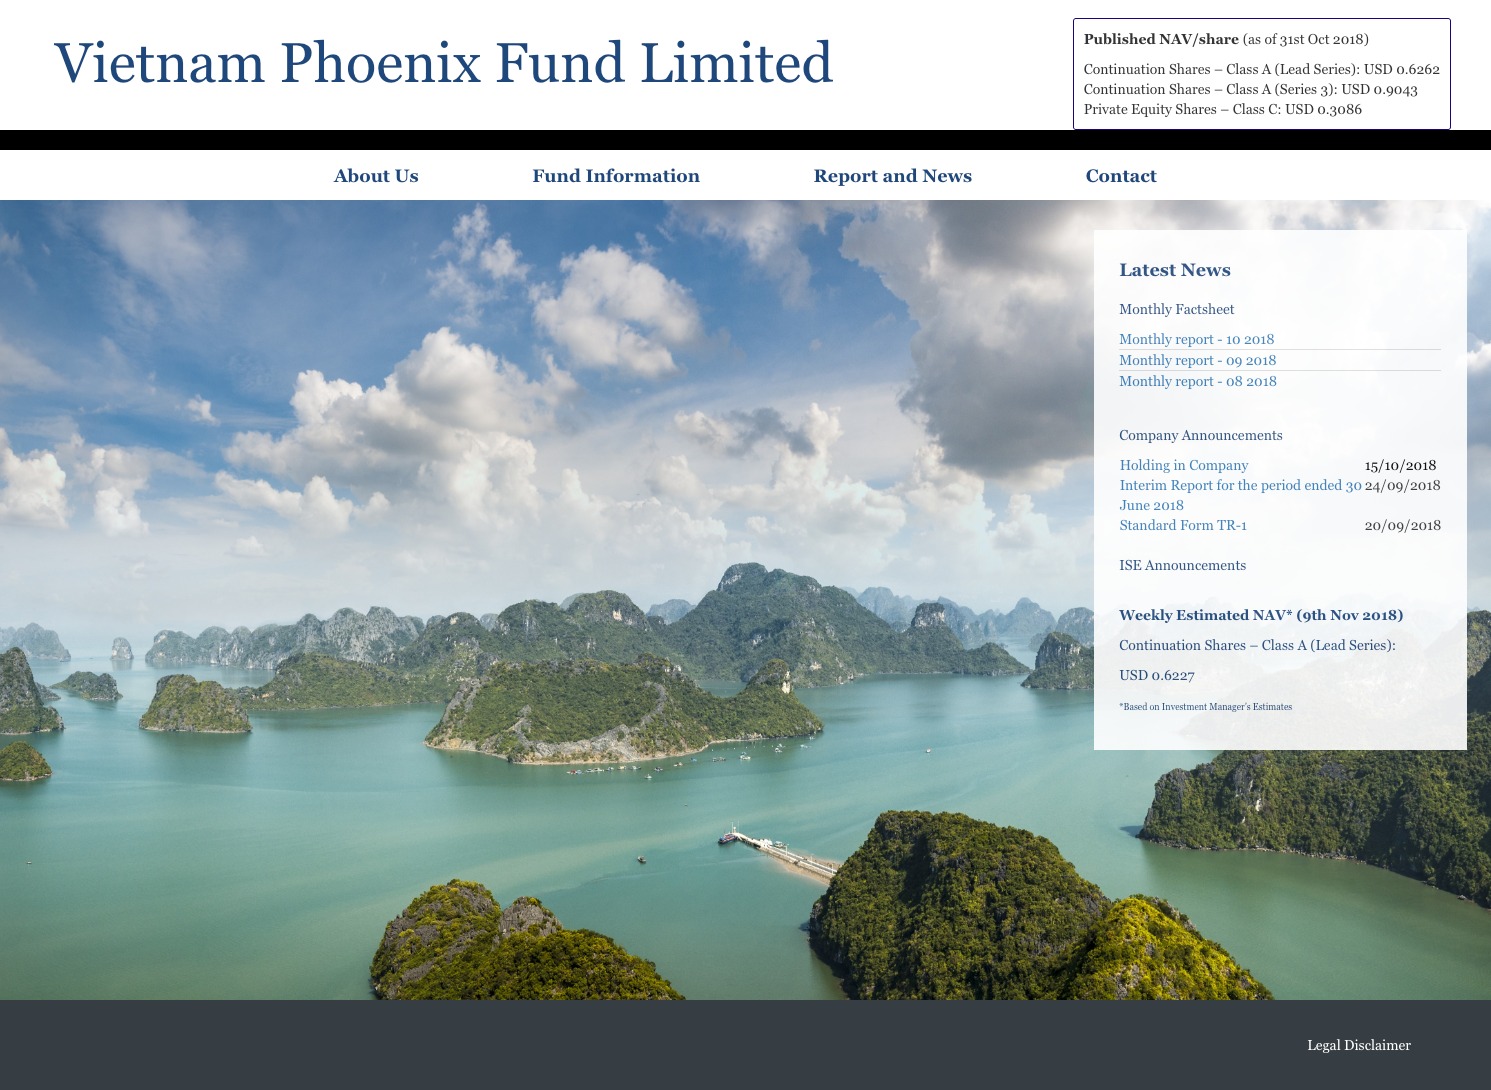 Vietnam Phoenix Fund Limited
Published NAV/share (as of 31st Oct 2018)
Continuation Shares – Class A (Lead Series): USD 0.6262
Continuation Shares – Class A (Series 3): USD 0.9043
Private Equity Shares – Class C: USD 0.3086
About Us Fund Information Report and News Contact
Latest News
Monthly Factsheet
Monthly report - 10 2018
Monthly report - 09 2018
Monthly report - 08 2018
Company Announcements
Holding in Company 15/10/2018
Interim Report for the period ended 30 24/09/2018
June 2018
Standard Form TR-1 20/09/2018
ISE Announcements
Weekly Estimated NAV* (9th Nov 2018)
Continuation Shares – Class A (Lead Series):
USD 0.6227
*Based on Investment Manager's Estimates
Legal Disclaimer